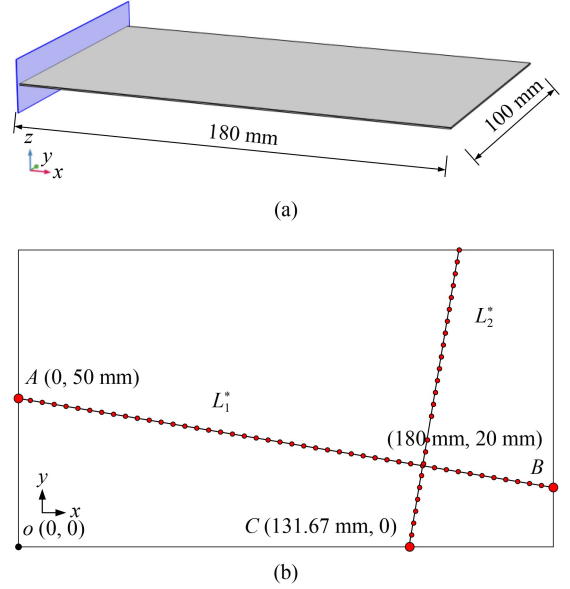 180 mm
100 mm
z
y
x
(a)
A (0, 50 mm)
L₁*
L₂*
(180 mm, 20 mm)
B
y
x
C (131.67 mm, 0)
o (0, 0)
(b)